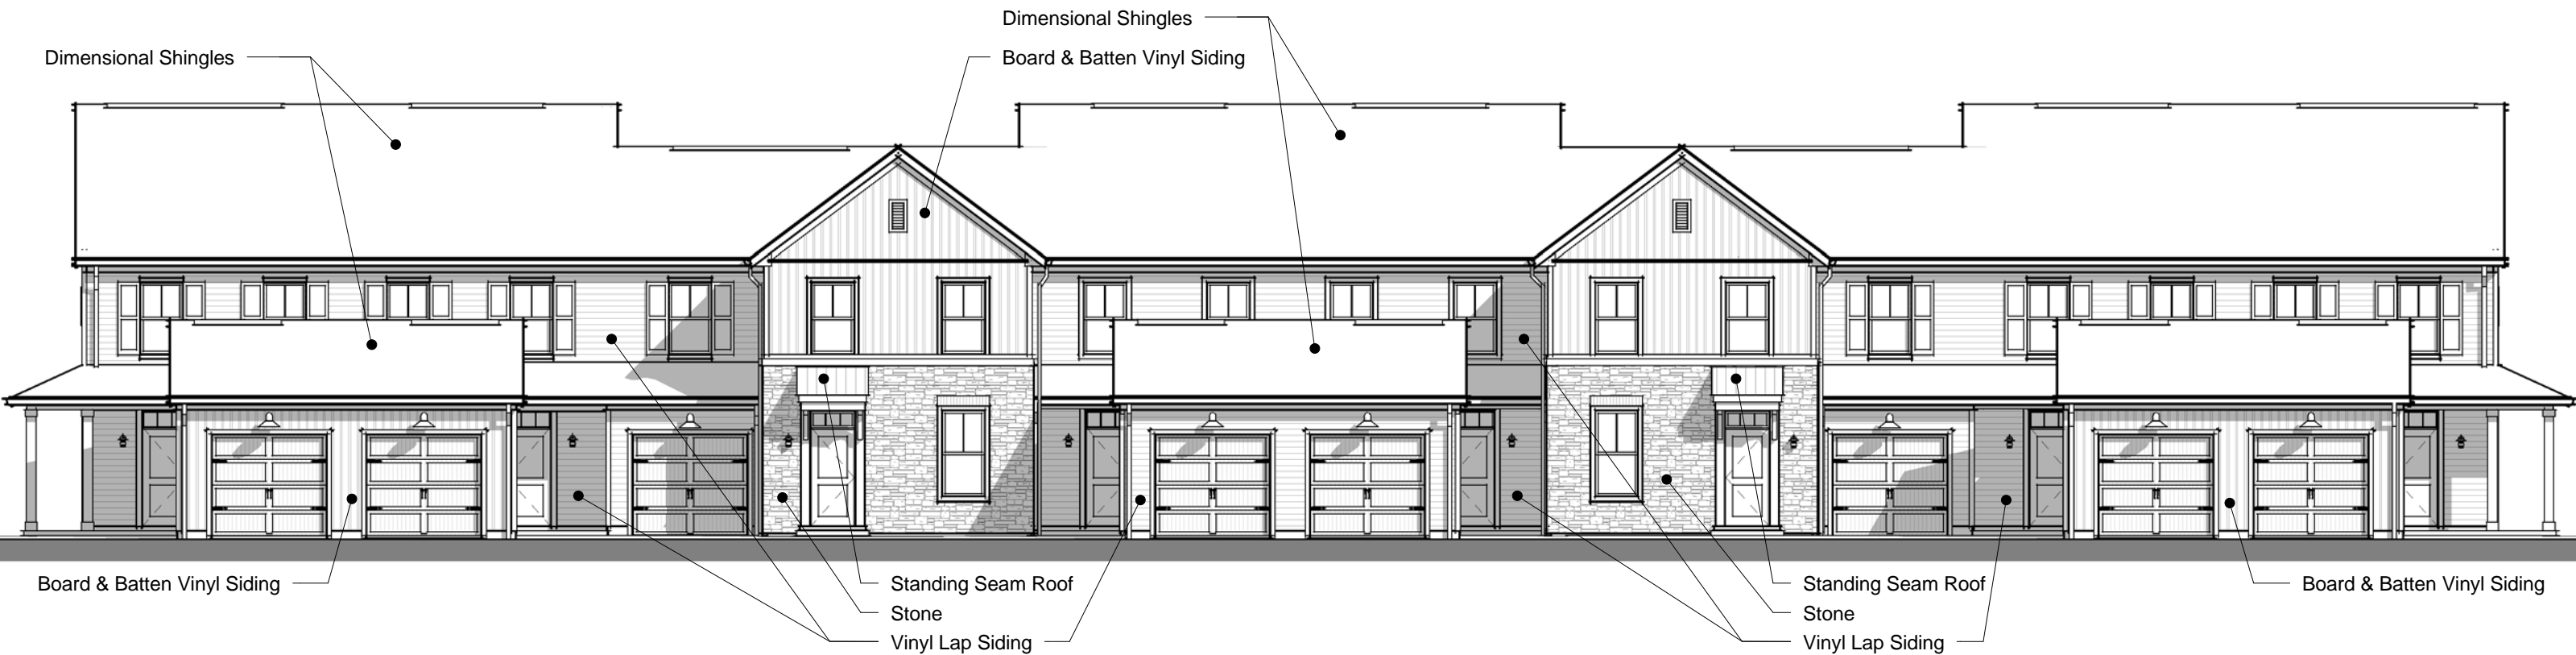 Dimensional Shingles
Dimensional Shingles
Board & Batten Vinyl Siding
Board & Batten Vinyl Siding
Standing Seam Roof
Stone
Vinyl Lap Siding
Standing Seam Roof
Stone
Vinyl Lap Siding
Board & Batten Vinyl Siding